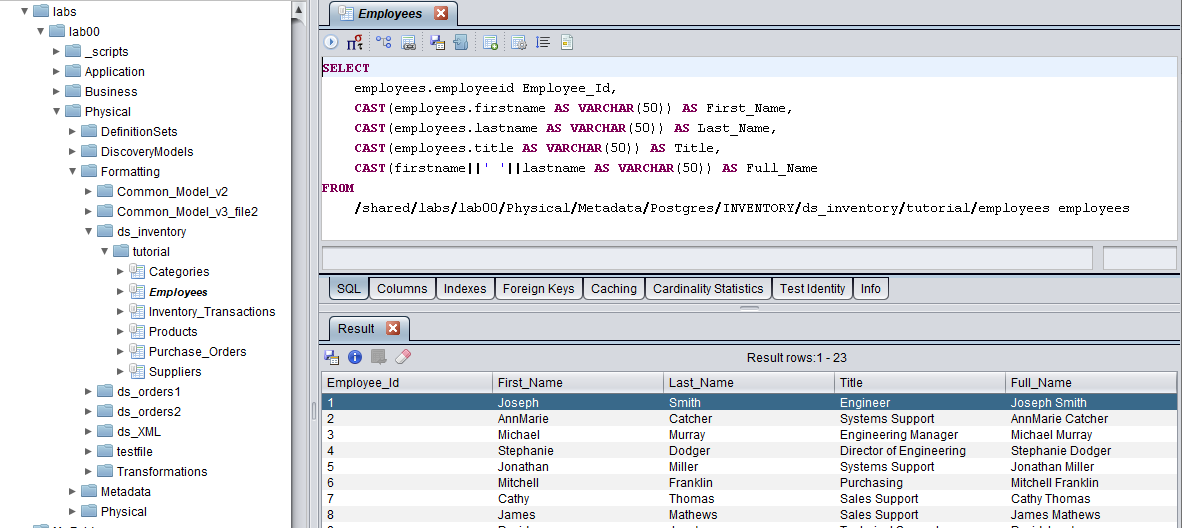 labs
lab00
_scripts
Application
Business
Physical
DefinitionSets
DiscoveryModels
Formatting
Common_Model_v2
Common_Model_v3_file2
ds_inventory
tutorial
Categories
Employees
Inventory_Transactions
Products
Purchase_Orders
Suppliers
ds_orders1
ds_orders2
ds_XML
testfile
Transformations
Metadata
Physical
Employees
SELECT
employees.employeeid Employee_Id,
CAST(employees.firstname AS VARCHAR(50)) AS First_Name,
CAST(employees.lastname AS VARCHAR(50)) AS Last_Name,
CAST(employees.title AS VARCHAR(50)) AS Title,
CAST(firstname||' '||lastname AS VARCHAR(50)) AS Full_Name
FROM
/shared/labs/lab00/Physical/Metadata/Postgres/INVENTORY/ds_inventory/tutorial/employees employees
SQL Columns Indexes Foreign Keys Caching Cardinality Statistics Test Identity Info
Result
Result rows:1 - 23
Employee_Id First_Name Last_Name Title Full_Name
1 Joseph Smith Engineer Joseph Smith
2 AnnMarie Catcher Systems Support AnnMarie Catcher
3 Michael Murray Engineering Manager Michael Murray
4 Stephanie Dodger Director of Engineering Stephanie Dodger
5 Jonathan Miller Systems Support Jonathan Miller
6 Mitchell Franklin Purchasing Mitchell Franklin
7 Cathy Thomas Sales Support Cathy Thomas
8 James Mathews Sales Support James Mathews